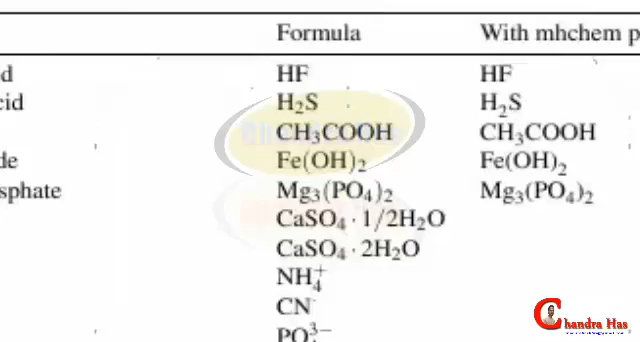 Formula With mhchem p
d HF HF
cid H₂S H₂S
CH₃COOH CH₃COOH
de Fe(OH)₂ Fe(OH)₂
sphate Mg₃(PO₄)₂ Mg₃(PO₄)₂
CaSO₄ · 1/2H₂O
CaSO₄ · 2H₂O
NH₄⁺
CN
PO³⁻
Chandra Has